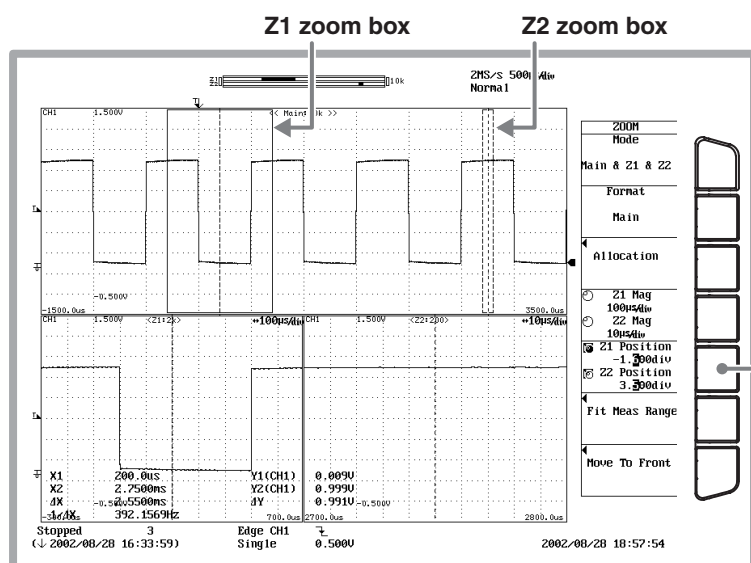 Z1 zoom box Z2 zoom box
Z1
Z2
10k
2MS/s 500µs/div
Normal
CH1 1.500V << Main:10k >>
-0.500V
-1500.0us 3500.0us
CH1 1.500V <Z1:2k> 100µs/div
CH1 1.500V <Z2:200> 10µs/div
X1 200.0us Y1(CH1) 0.009V
X2 2.7500ms Y2(CH1) 0.999V
ΔX 2.5500ms ΔY 0.991V
-0.500V
1/ΔX 392.1569Hz
-300.0us 700.0us 2700.0us 2800.0us
Stopped 3 Edge CH1
(↓ 2002/08/28 16:33:59) Single 0.500V 2002/08/28 18:57:54
ZOOM
Mode
Main & Z1 & Z2
Format
Main
Allocation
Z1 Mag
100µs/div
Z2 Mag
10µs/div
Z1 Position
-1.300div
Z2 Position
3.500div
Fit Meas Range
Move To Front